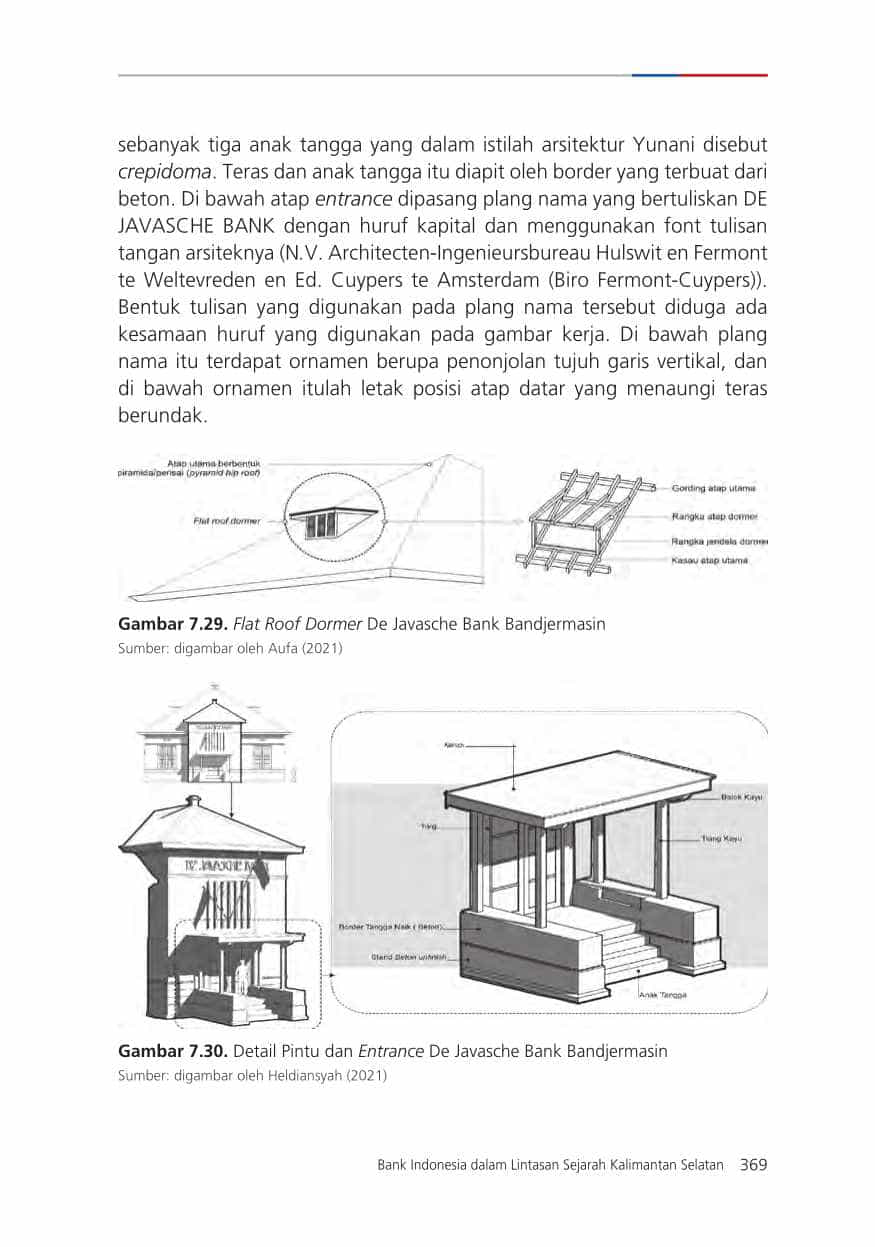 sebanyak tiga anak tangga yang dalam istilah arsitektur Yunani disebut
crepidoma. Teras dan anak tangga itu diapit oleh border yang terbuat dari
beton. Di bawah atap entrance dipasang plang nama yang bertuliskan DE
JAVASCHE BANK dengan huruf kapital dan menggunakan font tulisan
tangan arsiteknya (N.V. Architecten-Ingenieursbureau Hulswit en Fermont
te Weltevreden en Ed. Cuypers te Amsterdam (Biro Fermont-Cuypers)).
Bentuk tulisan yang digunakan pada plang nama tersebut diduga ada
kesamaan huruf yang digunakan pada gambar kerja. Di bawah plang
nama itu terdapat ornamen berupa penonjolan tujuh garis vertikal, dan
di bawah ornamen itulah letak posisi atap datar yang menaungi teras
berundak.
Atap utama berbentuk
piramida/perisai (pyramid hip roof)
Flat roof dormer
Gording atap utama
Rangka atap dormer
Rangka jendela dormer
Kasau atap utama
Gambar 7.29. Flat Roof Dormer De Javasche Bank Bandjermasin
Sumber: digambar oleh Aufa (2021)
Balok Kayu
Tiang Kayu
Border Tangga Naik ( Beton)
Anak Tangga
Gambar 7.30. Detail Pintu dan Entrance De Javasche Bank Bandjermasin
Sumber: digambar oleh Heldiansyah (2021)
Bank Indonesia dalam Lintasan Sejarah Kalimantan Selatan 369